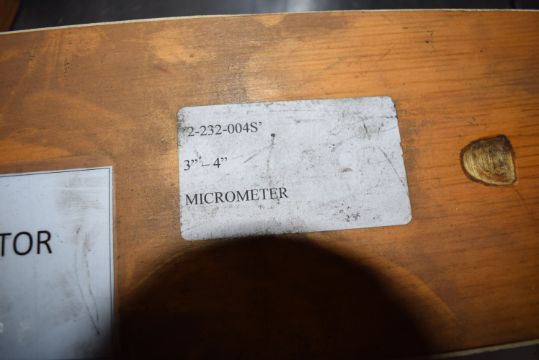 '2-232-004S'
3" – 4"
MICROMETER
TOR